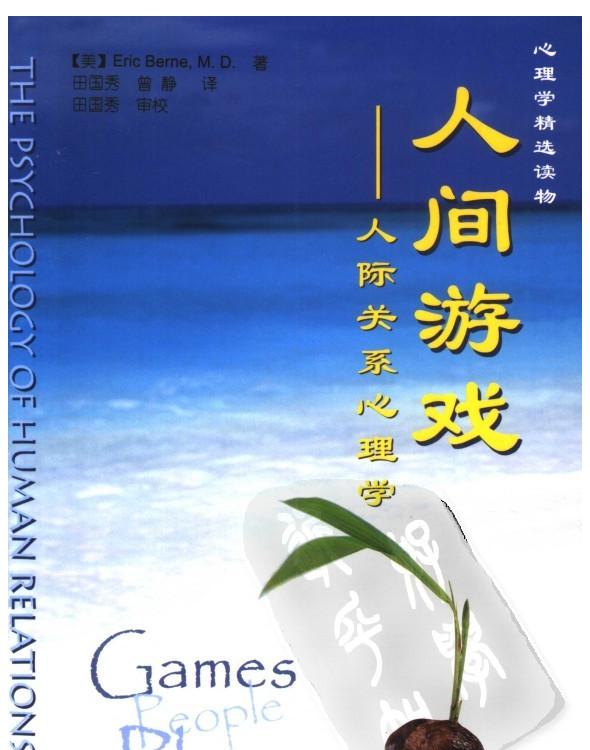 【美】Eric Berne, M. D. 著
田国秀 曾静 译
田国秀 审校
心理学精选读物
人间游戏
——人际关系心理学
THE PSYCHOLOGY OF HUMAN RELATIONS
Games
People